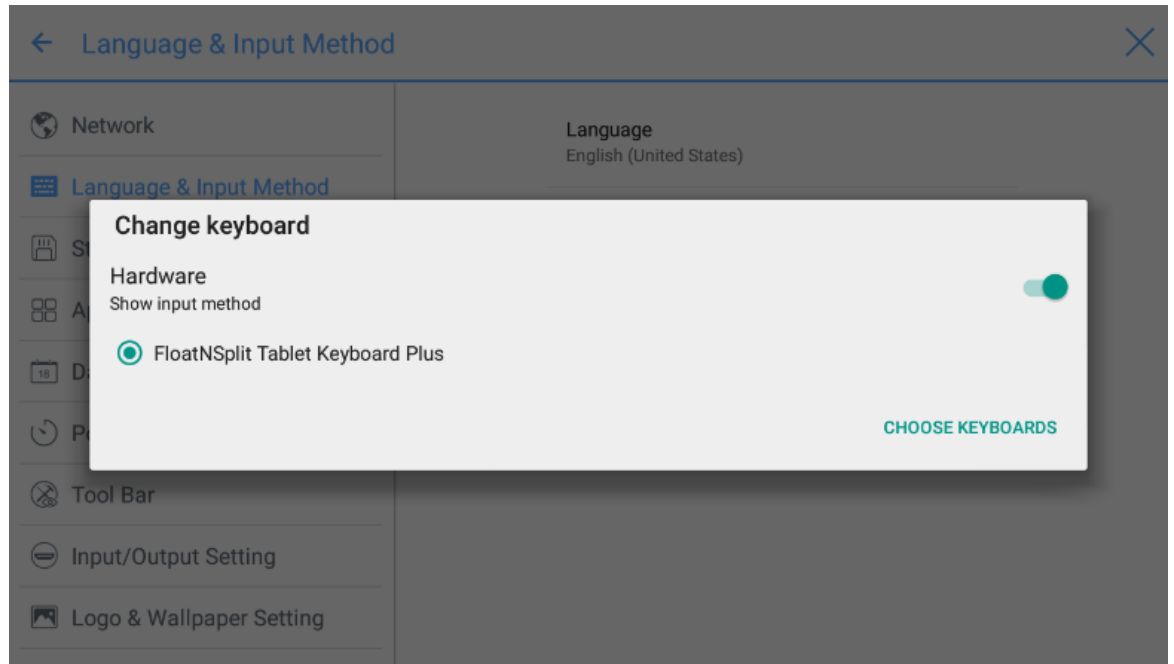 Language & Input Method
Network
Language & Input Method
Language
English (United States)
Change keyboard
Hardware
Show input method
FloatNSplit Tablet Keyboard Plus
CHOOSE KEYBOARDS
18
Tool Bar
Input/Output Setting
Logo & Wallpaper Setting